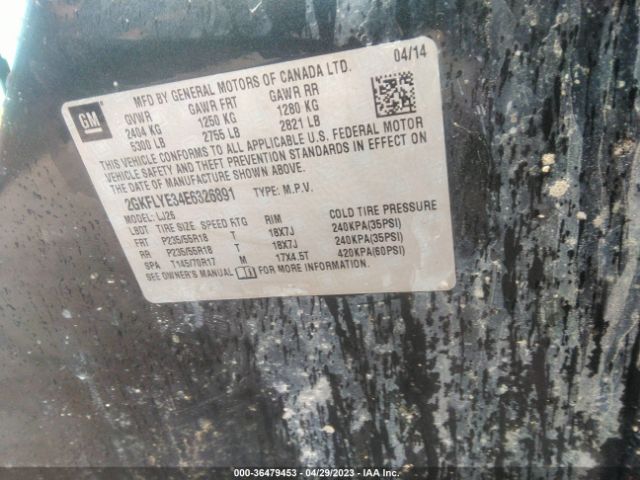 MFD BY GENERAL MOTORS OF CANADA LTD. 04/14
GM
GVWR GAWR FRT GAWR RR
2404 KG 1250 KG 1280 KG
5300 LB 2755 LB 2821 LB
THIS VEHICLE CONFORMS TO ALL APPLICABLE U.S. FEDERAL MOTOR
VEHICLE SAFETY AND THEFT PREVENTION STANDARDS IN EFFECT ON
THE DATE OF MANUFACTURE SHOWN ABOVE.
2GKFLYE34E6326891 TYPE: M.P.V.
MODEL: LJ26
LBDT TIRE SIZE SPEED RTG RIM COLD TIRE PRESSURE
FRT P235/55R18 T 18X7J 240KPA(35PSI)
RR P235/55R18 T 18X7J 240KPA(35PSI)
SPA T145/70R17 M 17X4.5T 420KPA(60PSI)
SEE OWNER'S MANUAL
000-36479453 - 04/29/2023 - IAA Inc.